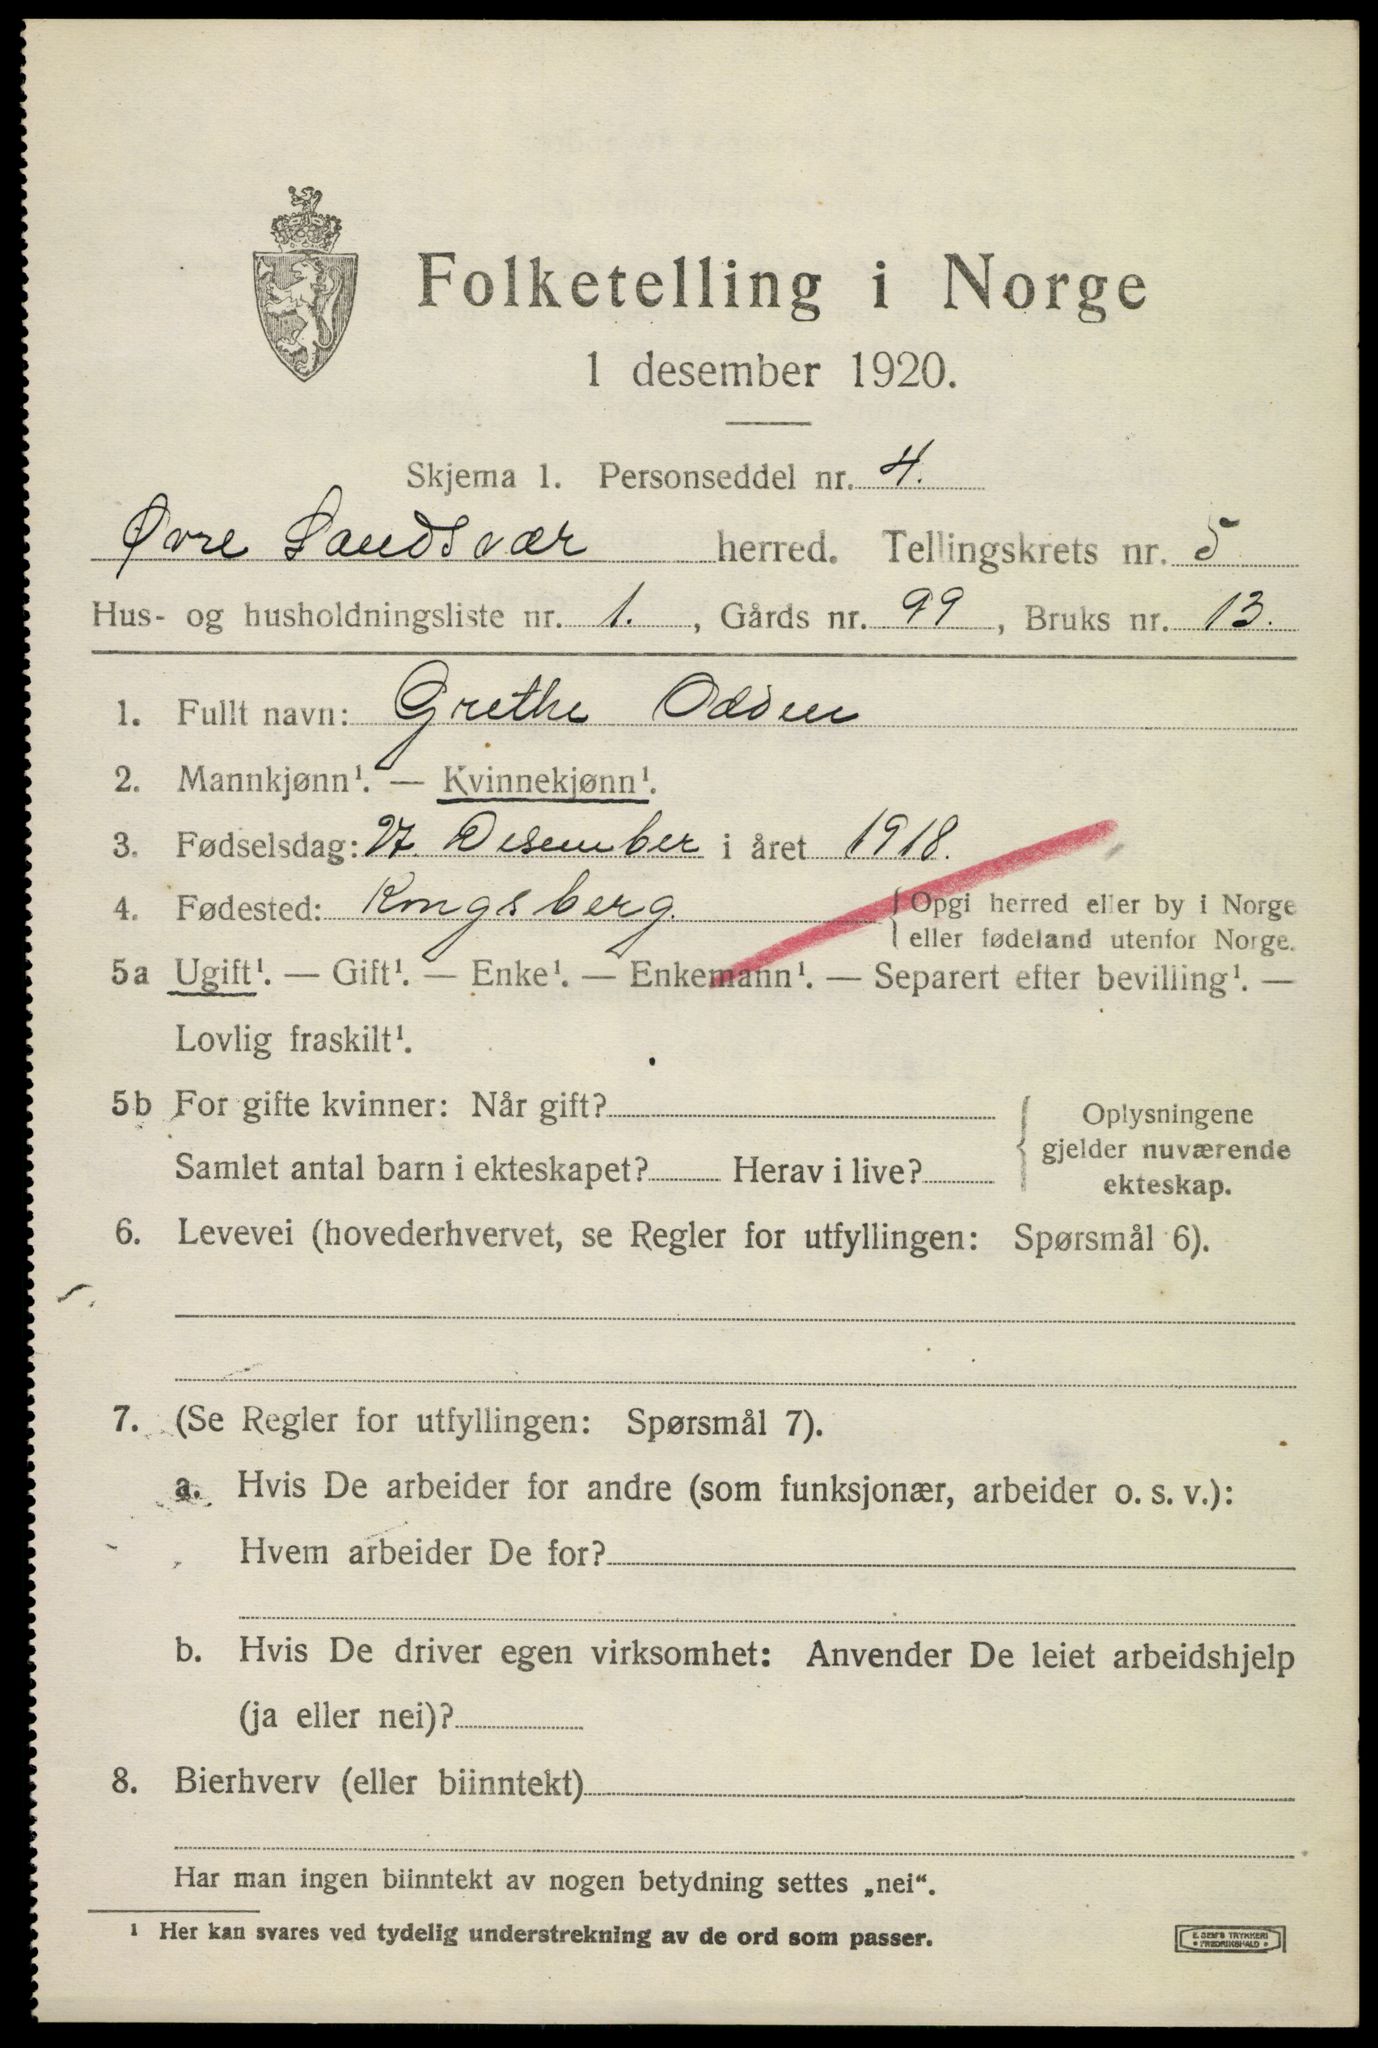 Folketelling i Norge
1 desember 1920.
Skjema 1. Personseddel nr. 4.
Øvre Sandsvær herred. Tellingskrets nr. 5
Hus- og husholdningsliste nr. 1., Gårds nr. 99, Bruks nr. 13.
1. Fullt navn: Grethe Odden
2. Mannkjønn¹. — Kvinnekjønn¹.
3. Fødselsdag: 27. Desember i året 1918.
4. Fødested: Kongsberg. { Opgi herred eller by i Norge
eller fødeland utenfor Norge.
5a Ugift¹. — Gift¹. — Enke¹. — Enkemann¹. — Separert efter bevilling¹. —
Lovlig fraskilt¹.
5b For gifte kvinner: Når gift? { Oplysningene
gjelder nuværende
Samlet antal barn i ekteskapet? Herav i live? ekteskap.
6. Levevei (hovederhvervet, se Regler for utfyllingen: Spørsmål 6).
7. (Se Regler for utfyllingen: Spørsmål 7).
a. Hvis De arbeider for andre (som funksjonær, arbeider o. s. v.):
Hvem arbeider De for?
b. Hvis De driver egen virksomhet: Anvender De leiet arbeidshjelp
(ja eller nei)?
8. Bierhverv (eller biinntekt)
Har man ingen biinntekt av nogen betydning settes „nei“.
¹ Her kan svares ved tydelig understrekning av de ord som passer.
E. SEM'S TRYKKERI
• FREDRIKSHALD •